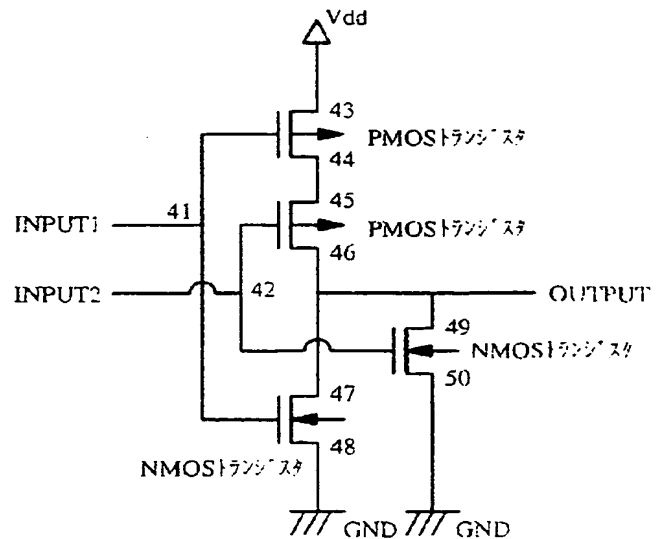 Vdd
43
PMOSトランジスタ
44
45
INPUT1
41
PMOSトランジスタ
46
INPUT2
42
OUTPUT
49
NMOSトランジスタ
50
47
48
NMOSトランジスタ
GND
GND